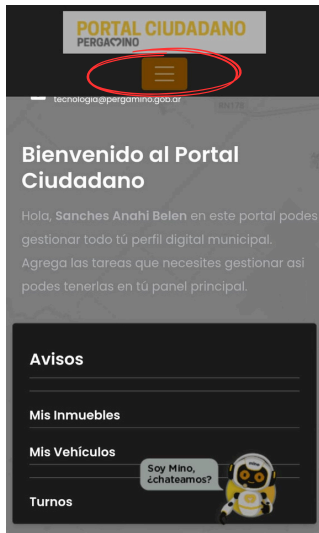 PORTAL CIUDADANO
PERGAMINO
tecnologia@pergamino.gob.ar
Bienvenido al Portal
Ciudadano
Hola, Sanches Anahi Belen en este portal podes
gestionar todo tú perfil digital municipal.
Agrega las tareas que necesites gestionar asi
podes tenerlas en tú panel principal.
Avisos
Mis Inmuebles
Mis Vehículos
Soy Mino,
¿chateamos?
Turnos